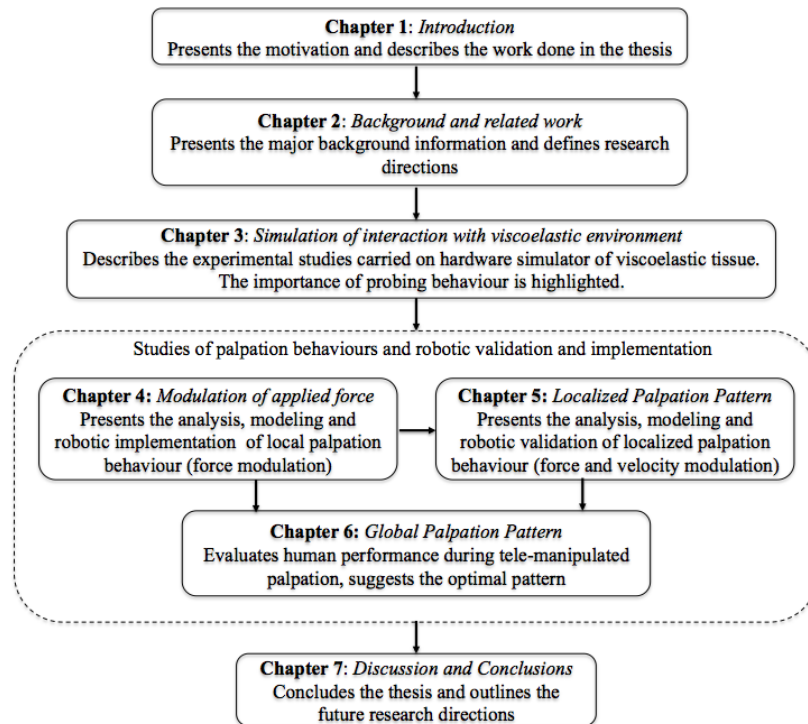 Chapter 1: Introduction
Presents the motivation and describes the work done in the thesis
Chapter 2: Background and related work
Presents the major background information and defines research
directions
Chapter 3: Simulation of interaction with viscoelastic environment
Describes the experimental studies carried on hardware simulator of viscoelastic tissue.
The importance of probing behaviour is highlighted.
Studies of palpation behaviours and robotic validation and implementation
Chapter 4: Modulation of applied force
Presents the analysis, modeling and
robotic implementation of local palpation
behaviour (force modulation)
Chapter 5: Localized Palpation Pattern
Presents the analysis, modeling and
robotic validation of localized palpation
behaviour (force and velocity modulation)
Chapter 6: Global Palpation Pattern
Evaluates human performance during tele-manipulated
palpation, suggests the optimal pattern
Chapter 7: Discussion and Conclusions
Concludes the thesis and outlines the
future research directions